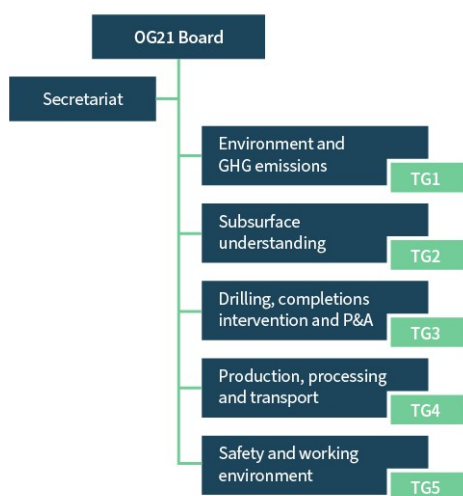 OG21 Board
Secretariat
Environment and
GHG emissions
TG1
Subsurface
understanding
TG2
Drilling, completions
intervention and P&A
TG3
Production, processing
and transport
TG4
Safety and working
environment
TG5